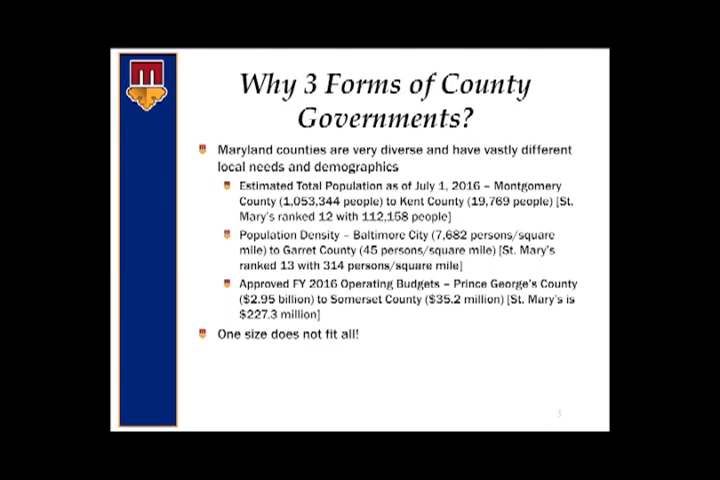 Why 3 Forms of County
Governments?
Maryland counties are very diverse and have vastly different
local needs and demographics
Estimated Total Population as of July 1, 2016 – Montgomery
County (1,053,344 people) to Kent County (19,769 people) [St.
Mary's ranked 12 with 112,158 people]
Population Density – Baltimore City (7,682 persons/square
mile) to Garret County (45 persons/square mile) [St. Mary's
ranked 13 with 314 persons/square mile]
Approved FY 2016 Operating Budgets – Prince George's County
($2.95 billion) to Somerset County ($35.2 million) [St. Mary's is
$227.3 million]
One size does not fit all!
3